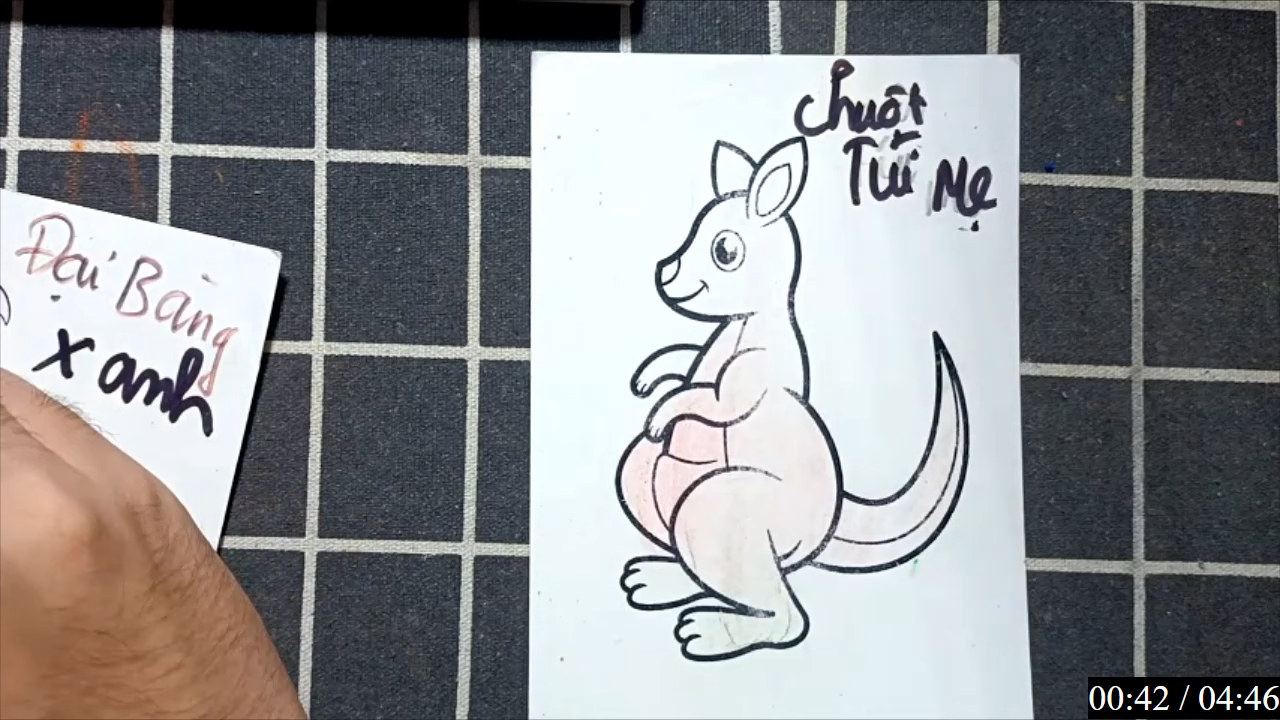 Đại Bàng
xanh
Chuột
Túi Mẹ
00:42 / 04:46